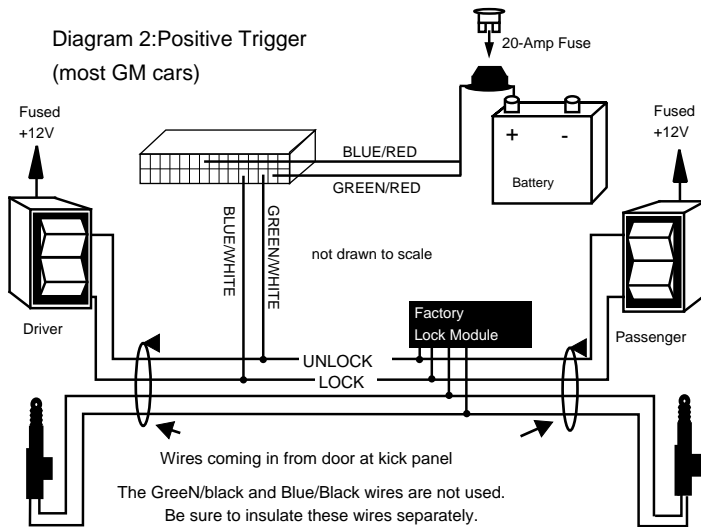 Diagram 2:Positive Trigger
(most GM cars)
20-Amp Fuse
Fused
+12V
Fused
+12V
BLUE/RED
GREEN/RED
+ -
Battery
BLUE/WHITE
GREEN/WHITE
not drawn to scale
Driver
Factory
Lock Module
Passenger
UNLOCK
LOCK
Wires coming in from door at kick panel
The GreeN/black and Blue/Black wires are not used.
Be sure to insulate these wires separately.